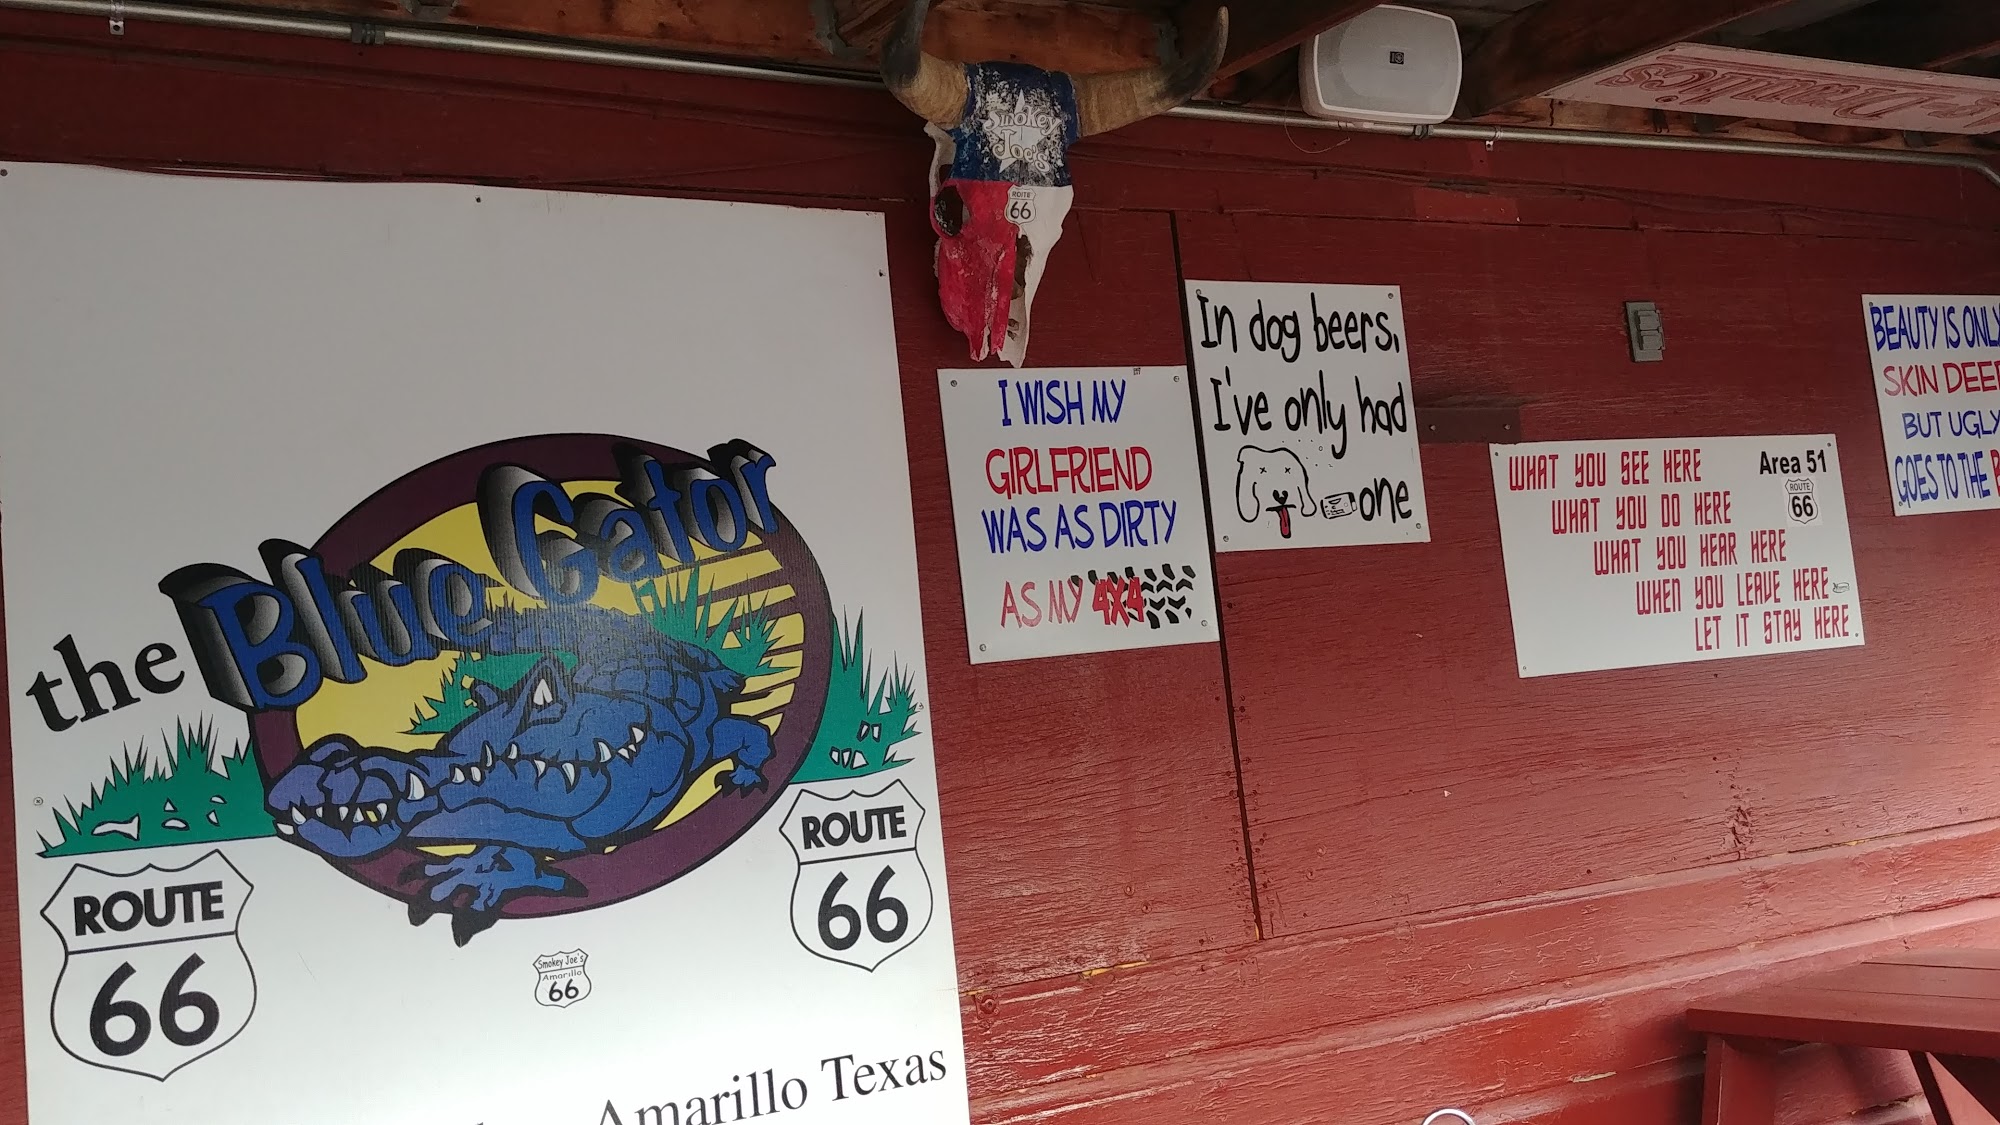 the Blue Gator
ROUTE
66
ROUTE
66
Smokey Joe's
Amarillo
66
Amarillo Texas
Smokey
Joe's
ROUTE
66
I WISH MY
GIRLFRIEND
WAS AS DIRTY
AS MY 4X4
In dog beers,
I've only had
one
WHAT YOU SEE HERE
WHAT YOU DO HERE
WHAT YOU HEAR HERE
WHEN YOU LEAVE HERE
LET IT STAY HERE
Area 51
ROUTE
66
BEAUTY IS ONLY
SKIN DEEP
BUT UGLY
GOES TO THE